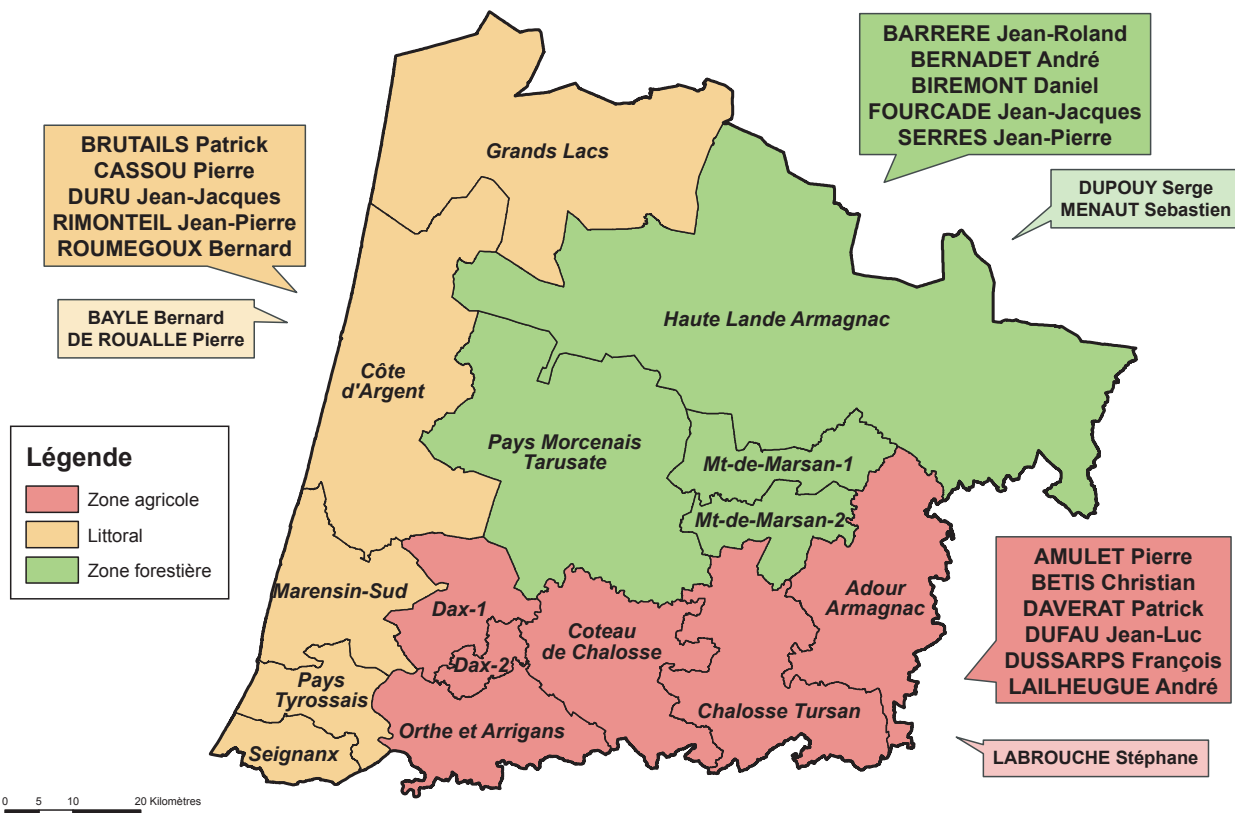 BARRERE Jean-Roland
BERNADET André
BIREMONT Daniel
FOURCADE Jean-Jacques
SERRES Jean-Pierre
BRUTAILS Patrick
CASSOU Pierre
DURU Jean-Jacques
RIMONTEIL Jean-Pierre
ROUMEGOUX Bernard
Grands Lacs
DUPOUY Serge
MENAUT Sebastien
BAYLE Bernard
DE ROUALLE Pierre
Haute Lande Armagnac
Côte
d'Argent
Légende
Zone agricole
Littoral
Zone forestière
Pays Morcenais
Tarusate
Mt-de-Marsan-1
Mt-de-Marsan-2
AMULET Pierre
BETIS Christian
DAVERAT Patrick
DUFAU Jean-Luc
DUSSARPS François
LAILHEUGUE André
Marensin-Sud
Dax-1
Adour
Armagnac
Coteau
de Chalosse
Dax-2
Pays
Tyrossais
Orthe et Arrigans
Chalosse Tursan
Seignanx
LABROUCHE Stéphane
0 5 10 20 Kilomètres